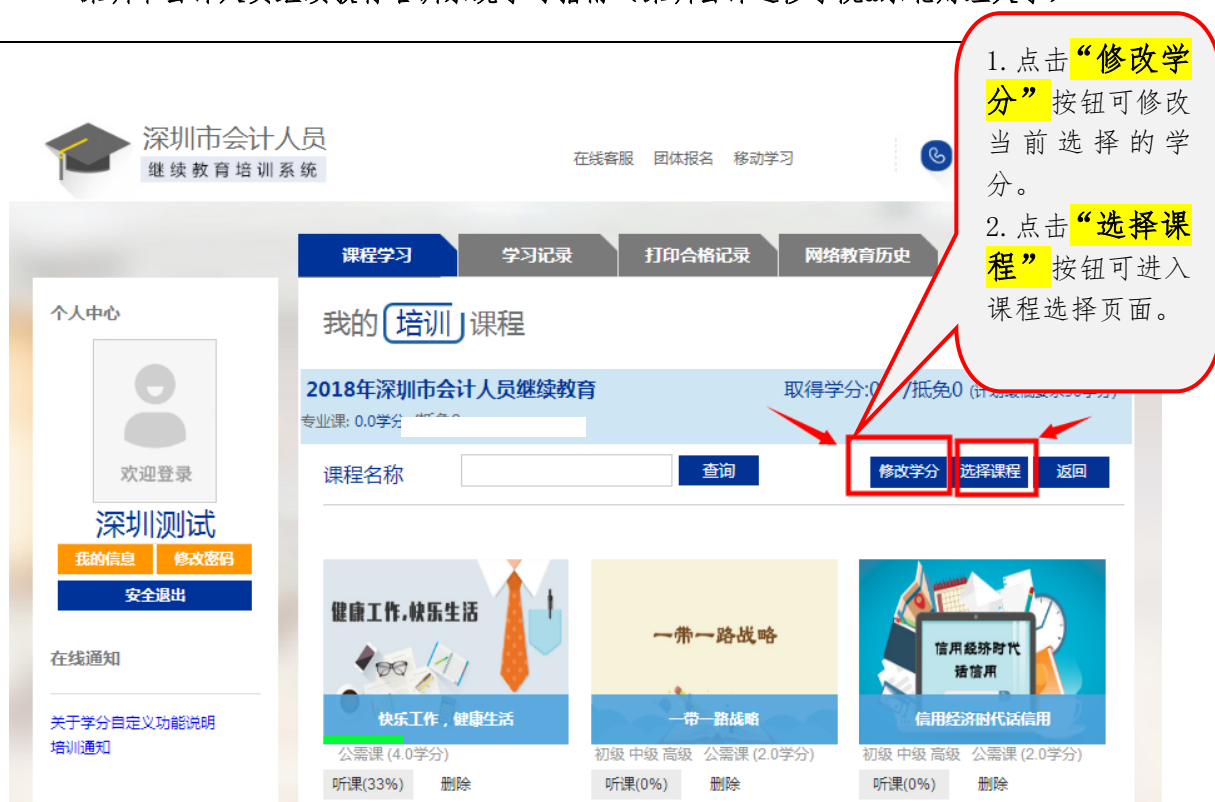 1.点击“修改学
分”按钮可修改
当前选择的学
分。
2.点击“选择课
程”按钮可进入
课程选择页面。
深圳市会计人员
继续教育培训系统
在线客服 团体报名 移动学习
课程学习 学习记录 打印合格记录 网络教育历史
个人中心
我的 培训 课程
2018年深圳市会计人员继续教育 取得学分:0 /抵免0
专业课: 0.0学分
欢迎登录
课程名称 查询 修改学分 选择课程 返回
深圳测试
我的信息 修改密码
安全退出
健康工作,快乐生活
一带一路战略
信用经济时代
话信用
在线通知
快乐工作，健康生活 一带一路战略 信用经济时代话信用
关于学分自定义功能说明
培训通知
公需课 (4.0学分) 初级 中级 高级 公需课 (2.0学分) 初级 中级 高级 公需课 (2.0学分)
听课(33%) 删除 听课(0%) 删除 听课(0%) 删除